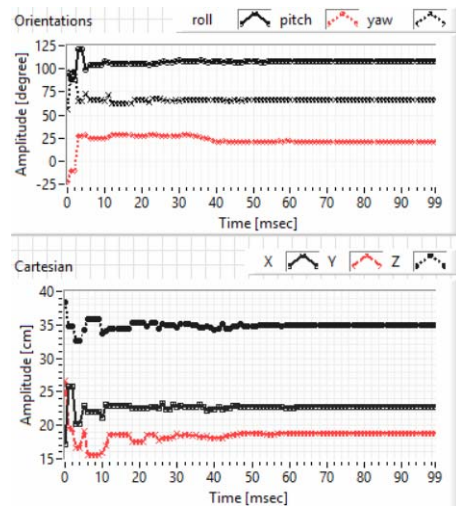 Orientations roll pitch yaw
125
100
75
50
25
0
-25
Amplitude [degree]
0 10 20 30 40 50 60 70 80 90 99
Time [msec]
Cartesian X Y Z
40
35
30
25
20
15
Amplitude [cm]
0 10 20 30 40 50 60 70 80 90 99
Time [msec]